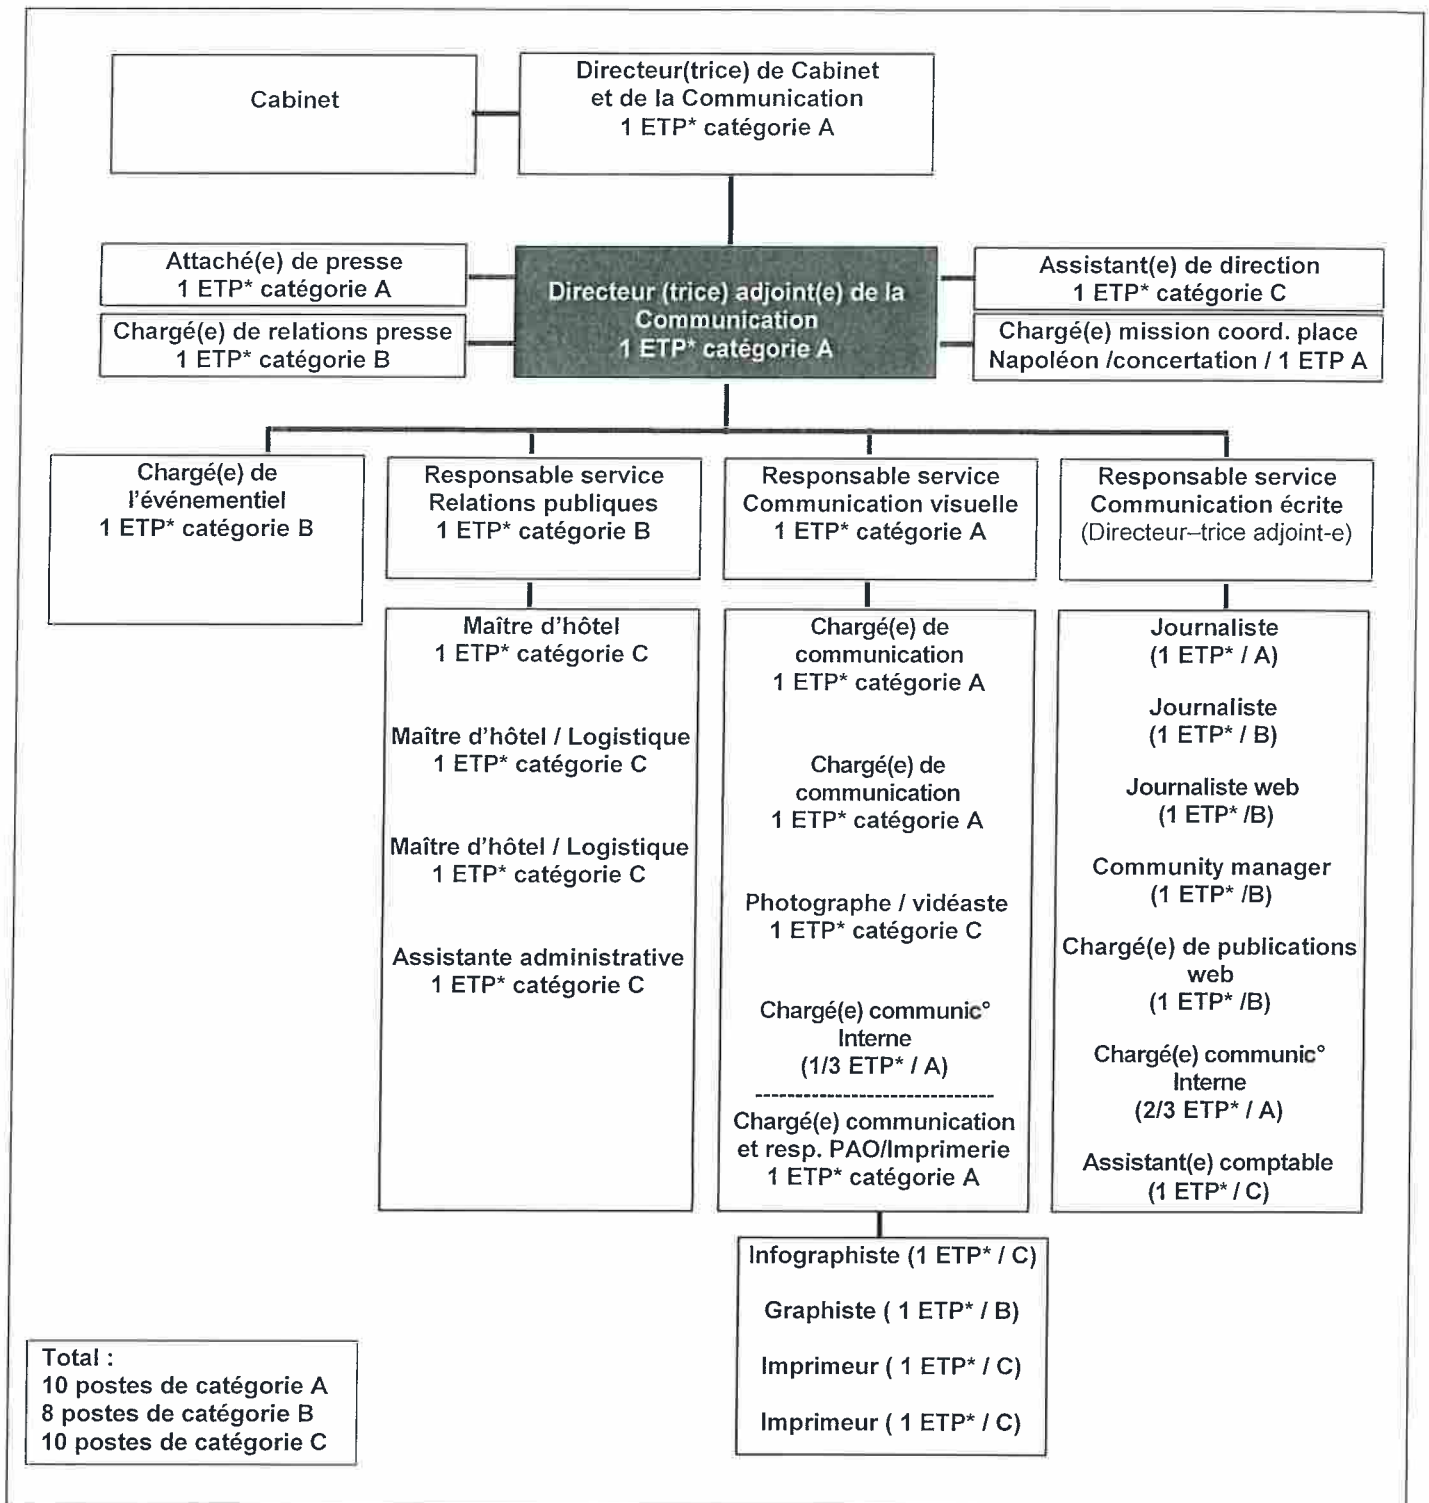 Cabinet
Directeur(trice) de Cabinet
et de la Communication
1 ETP* catégorie A
Attaché(e) de presse
1 ETP* catégorie A
Chargé(e) de relations presse
1 ETP* catégorie B
Directeur (trice) adjoint(e) de la
Communication
1 ETP* catégorie A
Assistant(e) de direction
1 ETP* catégorie C
Chargé(e) mission coord. place
Napoléon /concertation / 1 ETP A
Chargé(e) de
l'événementiel
1 ETP* catégorie B
Responsable service
Relations publiques
1 ETP* catégorie B
Responsable service
Communication visuelle
1 ETP* catégorie A
Responsable service
Communication écrite
(Directeur–trice adjoint-e)
Maître d'hôtel
1 ETP* catégorie C
Maître d'hôtel / Logistique
1 ETP* catégorie C
Maître d'hôtel / Logistique
1 ETP* catégorie C
Assistante administrative
1 ETP* catégorie C
Chargé(e) de
communication
1 ETP* catégorie A
Chargé(e) de
communication
1 ETP* catégorie A
Photographe / vidéaste
1 ETP* catégorie C
Chargé(e) communic°
Interne
(1/3 ETP* / A)
Chargé(e) communication
et resp. PAO/Imprimerie
1 ETP* catégorie A
Journaliste
(1 ETP* / A)
Journaliste
(1 ETP* / B)
Journaliste web
(1 ETP* /B)
Community manager
(1 ETP* /B)
Chargé(e) de publications
web
(1 ETP* /B)
Chargé(e) communic°
Interne
(2/3 ETP* / A)
Assistant(e) comptable
(1 ETP* / C)
Infographiste (1 ETP* / C)
Graphiste ( 1 ETP* / B)
Imprimeur ( 1 ETP* / C)
Imprimeur ( 1 ETP* / C)
Total :
10 postes de catégorie A
8 postes de catégorie B
10 postes de catégorie C